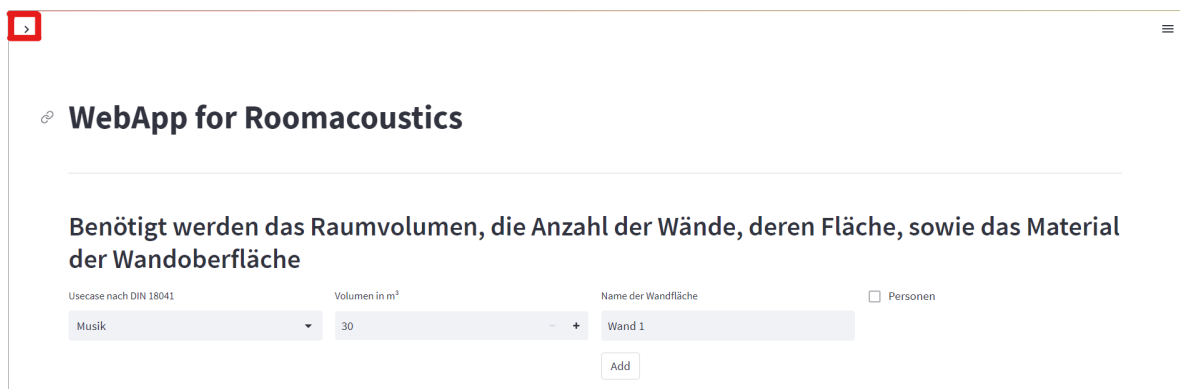 WebApp for Roomacoustics
Benötigt werden das Raumvolumen, die Anzahl der Wände, deren Fläche, sowie das Material
der Wandoberfläche
Usecase nach DIN 18041
Volumen in m³
Name der Wandfläche
Personen
Musik
30
Wand 1
Add